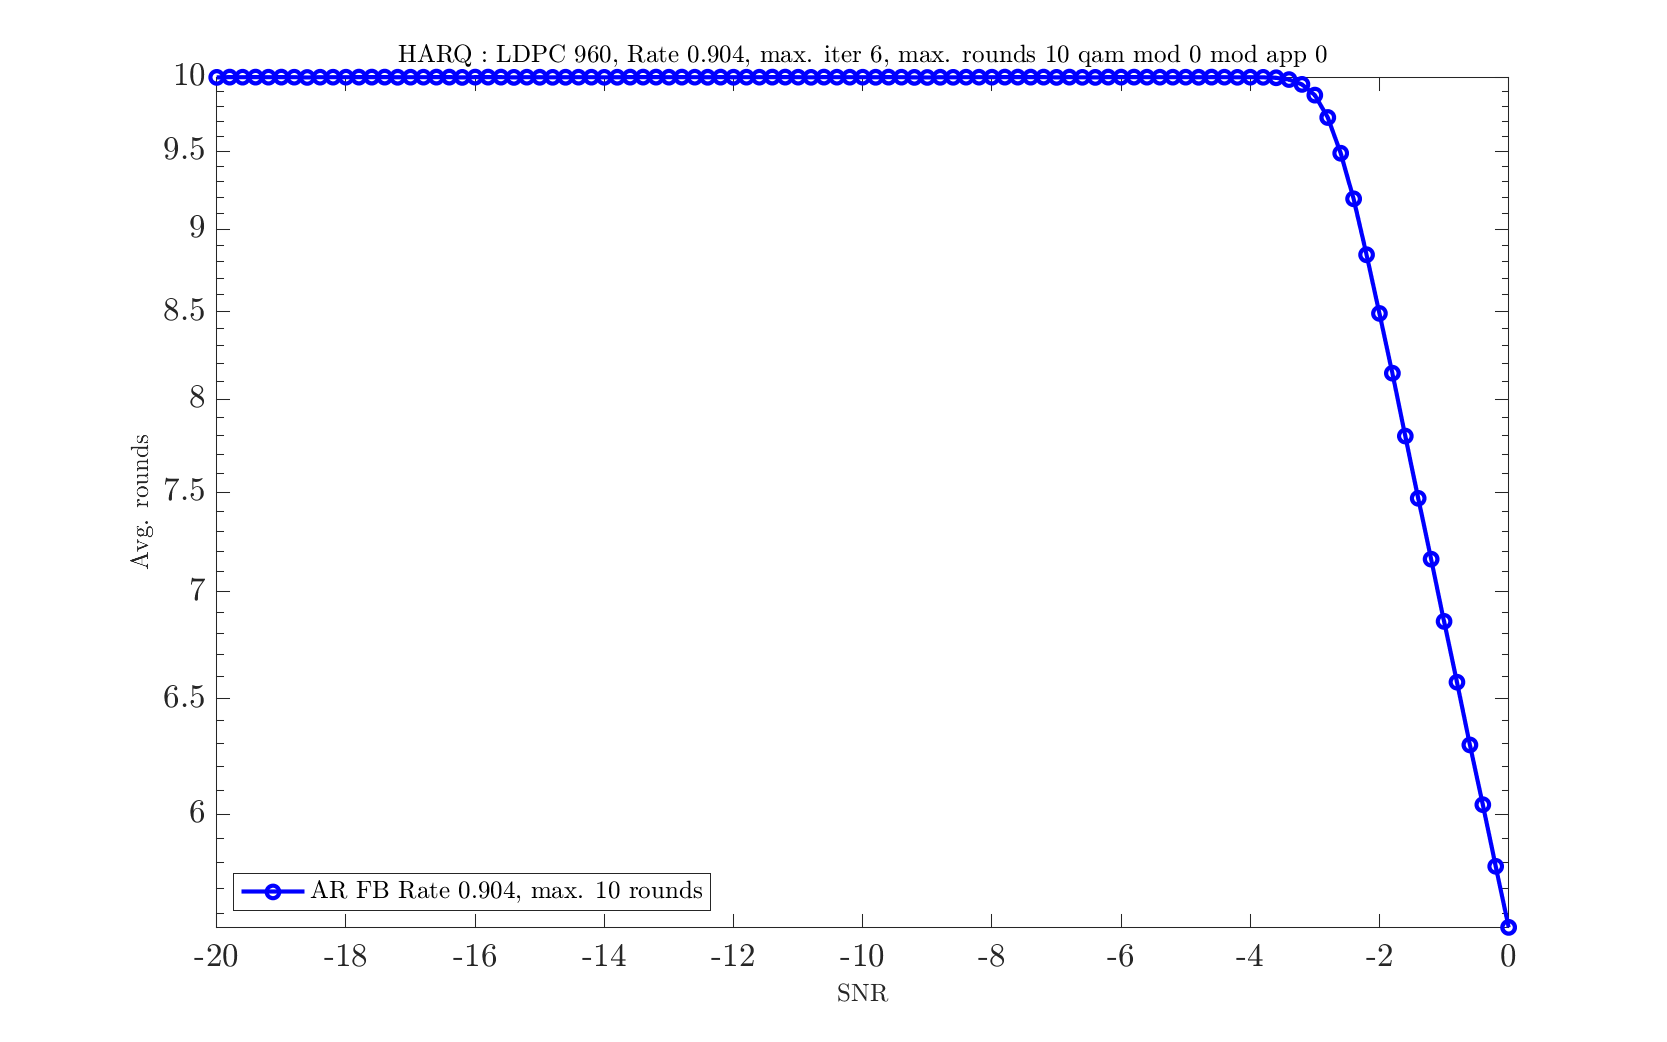 HARQ : LDPC 960, Rate 0.904, max. iter 6, max. rounds 10 qam mod 0 mod app 0
10
9.5
9
8.5
8
7.5
7
6.5
6
Avg. rounds
AR FB Rate 0.904, max. 10 rounds
-20 -18 -16 -14 -12 -10 -8 -6 -4 -2 0
SNR